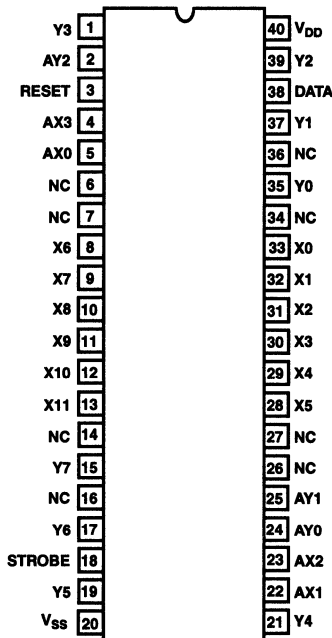 Y3 1 40 VDD
AY2 2 39 Y2
RESET 3 38 DATA
AX3 4 37 Y1
AX0 5 36 NC
NC 6 35 Y0
NC 7 34 NC
X6 8 33 X0
X7 9 32 X1
X8 10 31 X2
X9 11 30 X3
X10 12 29 X4
X11 13 28 X5
NC 14 27 NC
Y7 15 26 NC
NC 16 25 AY1
Y6 17 24 AY0
STROBE 18 23 AX2
Y5 19 22 AX1
VSS 20 21 Y4